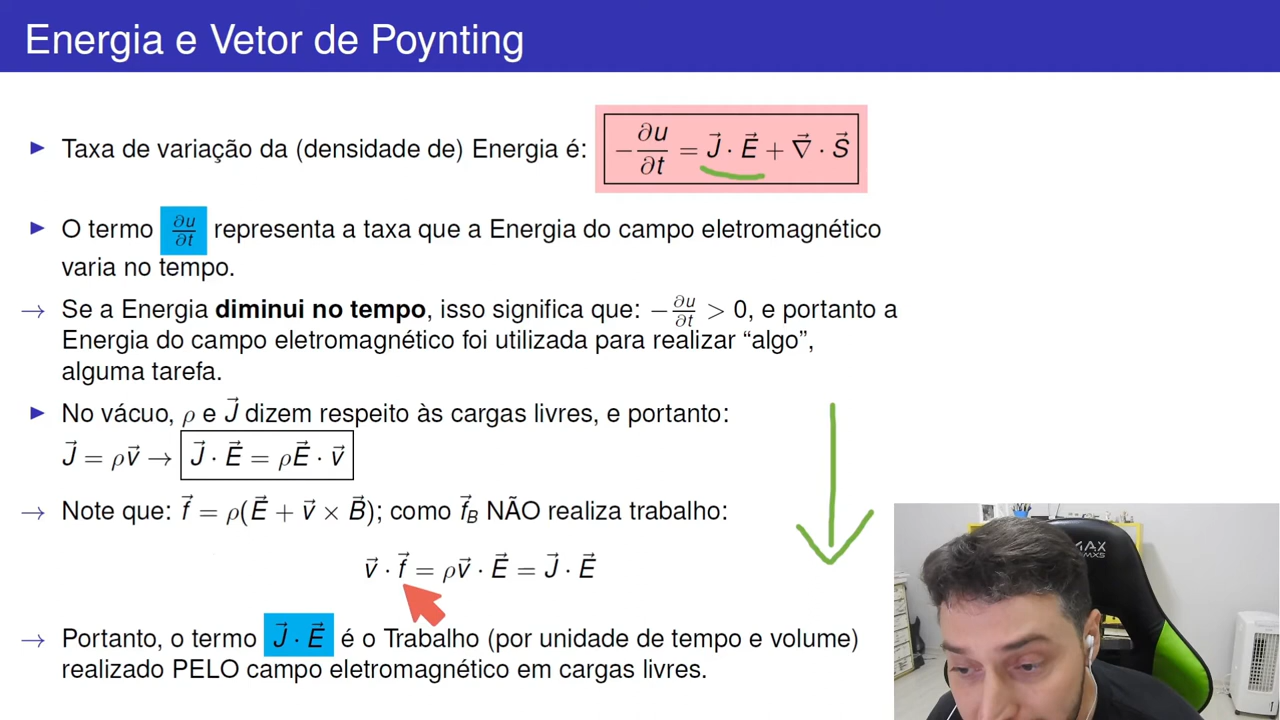 Energia e Vetor de Poynting
▶ Taxa de variação da (densidade de) Energia é: −∂u/∂t = J⃗ · E⃗ + ∇⃗ · S⃗
▶ O termo ∂u/∂t representa a taxa que a Energia do campo eletromagnético
varia no tempo.
→ Se a Energia diminui no tempo, isso significa que: −∂u/∂t > 0, e portanto a
Energia do campo eletromagnético foi utilizada para realizar “algo”,
alguma tarefa.
▶ No vácuo, ρ e J⃗ dizem respeito às cargas livres, e portanto:
J⃗ = ρv⃗ → J⃗ · E⃗ = ρE⃗ · v⃗
→ Note que: f⃗ = ρ(E⃗ + v⃗ × B⃗); como f⃗_B NÃO realiza trabalho:
v⃗ · f⃗ = ρv⃗ · E⃗ = J⃗ · E⃗
→ Portanto, o termo J⃗ · E⃗ é o Trabalho (por unidade de tempo e volume)
realizado PELO campo eletromagnético em cargas livres.